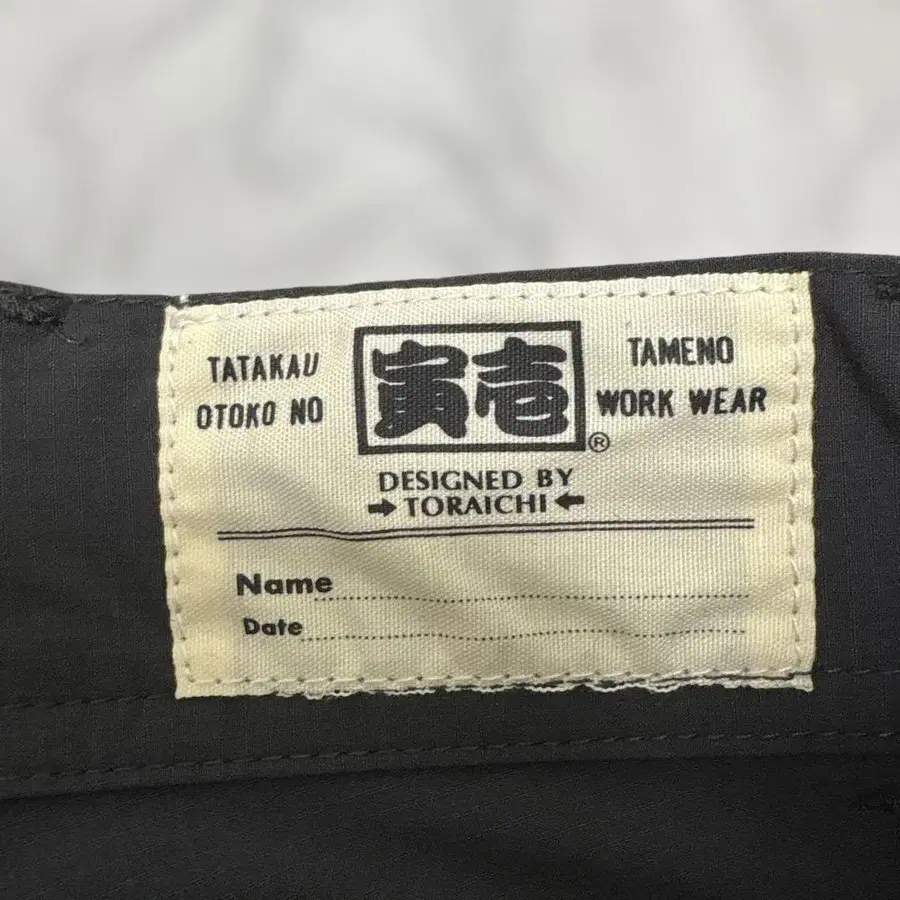 TATAKAU
OTOKO NO
寅壱
®
TAMENO
WORK WEAR
DESIGNED BY
TORAICHI
Name
Date